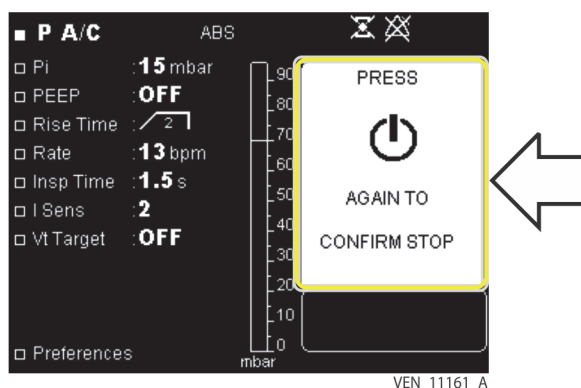 P A/C ABS
Pi :15 mbar
PEEP :OFF
Rise Time : 2
Rate :13 bpm
Insp Time :1.5 s
I Sens :2
Vt Target :OFF
Preferences
90
80
70
60
50
40
30
20
10
0
mbar
PRESS
AGAIN TO
CONFIRM STOP
VEN_11161_A